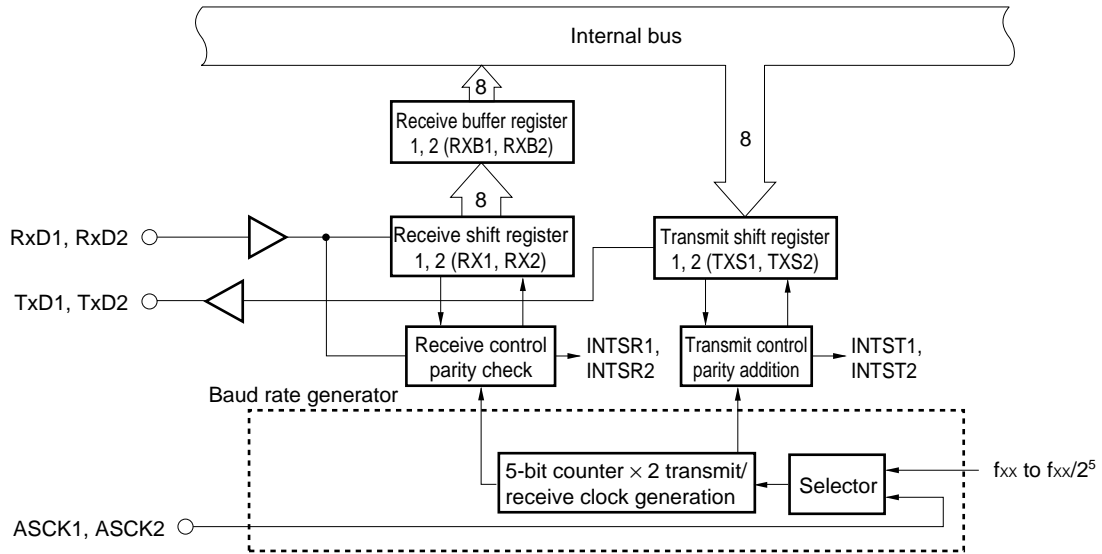 Internal bus
8
Receive buffer register
1, 2 (RXB1, RXB2)
8
8
RxD1, RxD2
Receive shift register
1, 2 (RX1, RX2)
Transmit shift register
1, 2 (TXS1, TXS2)
TxD1, TxD2
Receive control
parity check
INTSR1,
INTSR2
Transmit control
parity addition
INTST1,
INTST2
Baud rate generator
5-bit counter × 2 transmit/
receive clock generation
Selector
fxx to fxx/2⁵
ASCK1, ASCK2